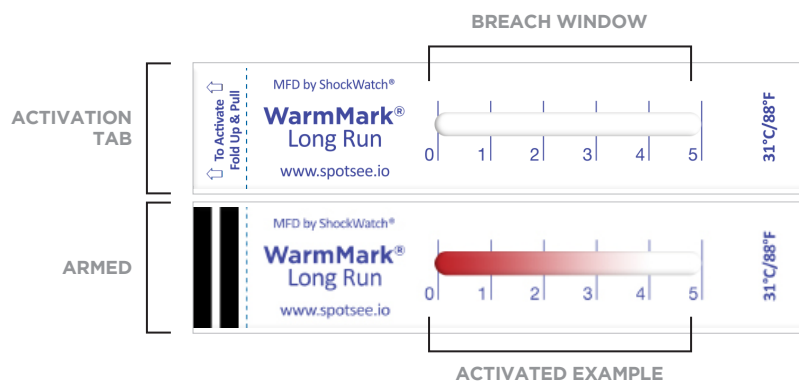 BREACH WINDOW
ACTIVATION
TAB
To Activate
Fold Up & Pull
MFD by ShockWatch®
WarmMark®
Long Run
www.spotsee.io
0 1 2 3 4 5
31°C/88°F
ARMED
MFD by ShockWatch®
WarmMark®
Long Run
www.spotsee.io
0 1 2 3 4 5
31°C/88°F
ACTIVATED EXAMPLE